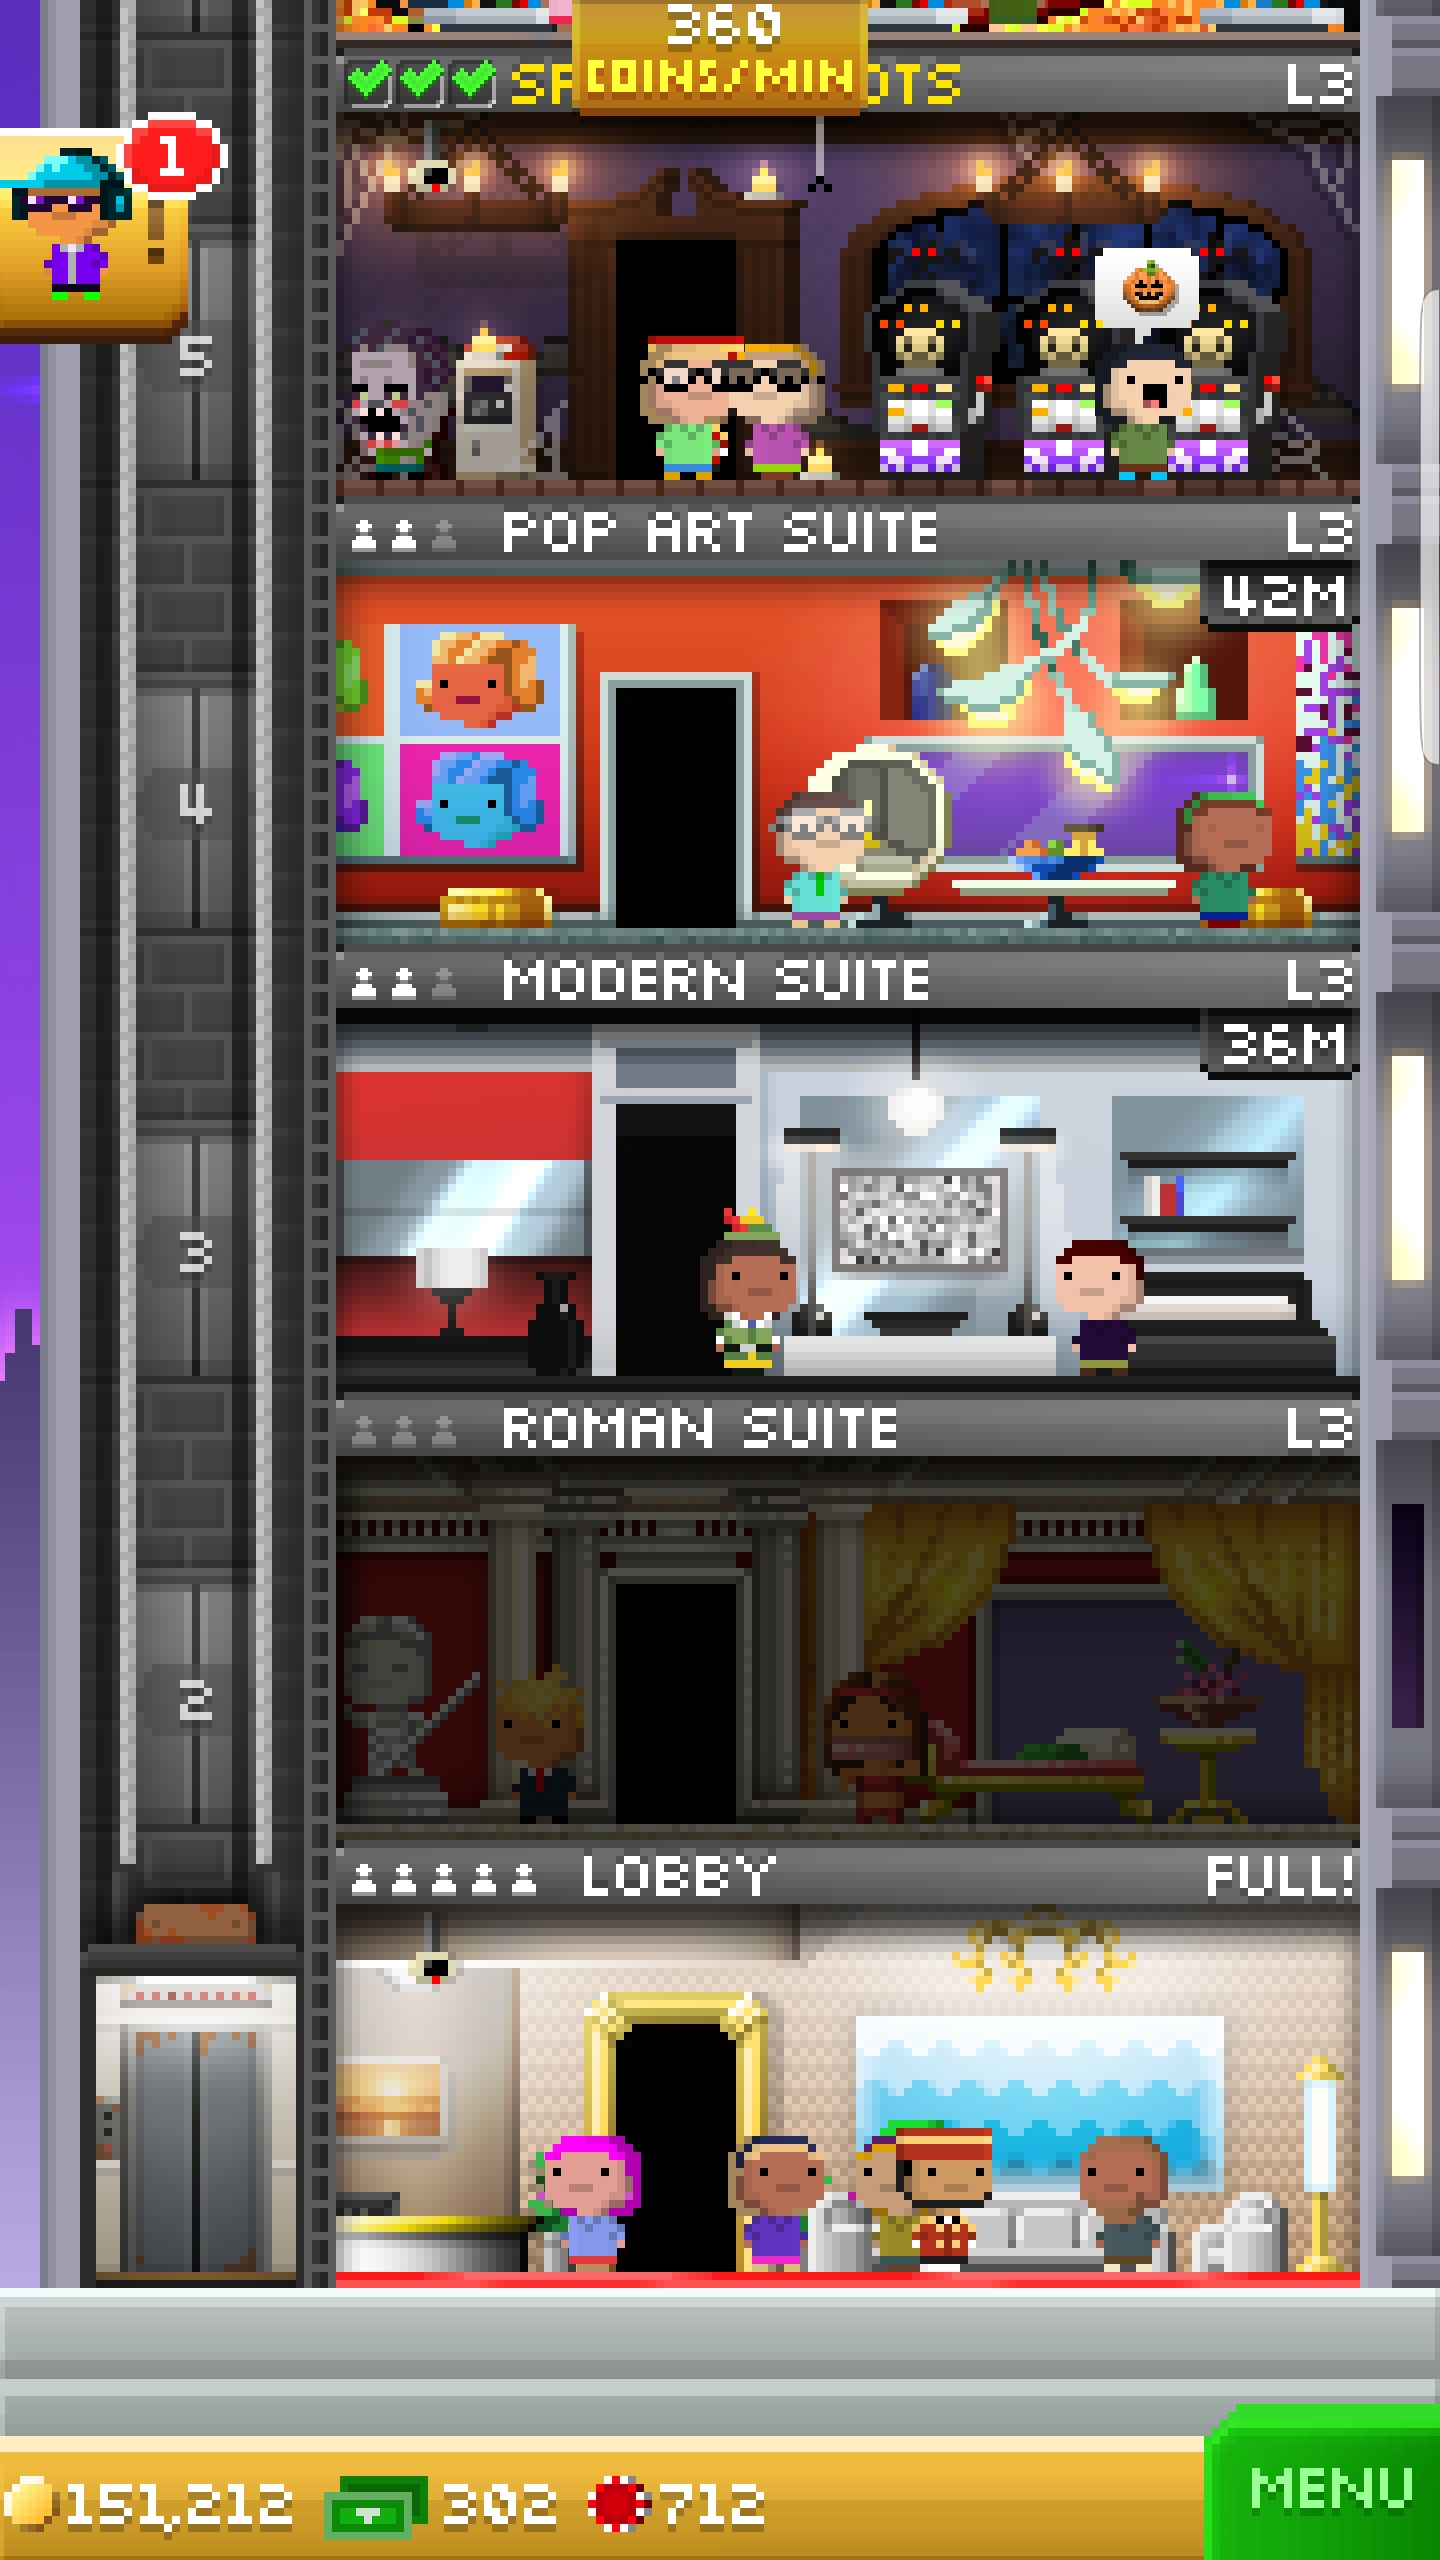 360
COINS/MIN
SP OTS L3
1
5
POP ART SUITE L3
42M
4
MODERN SUITE L3
36M
3
ROMAN SUITE L3
2
LOBBY FULL!
151,212 302 712
MENU